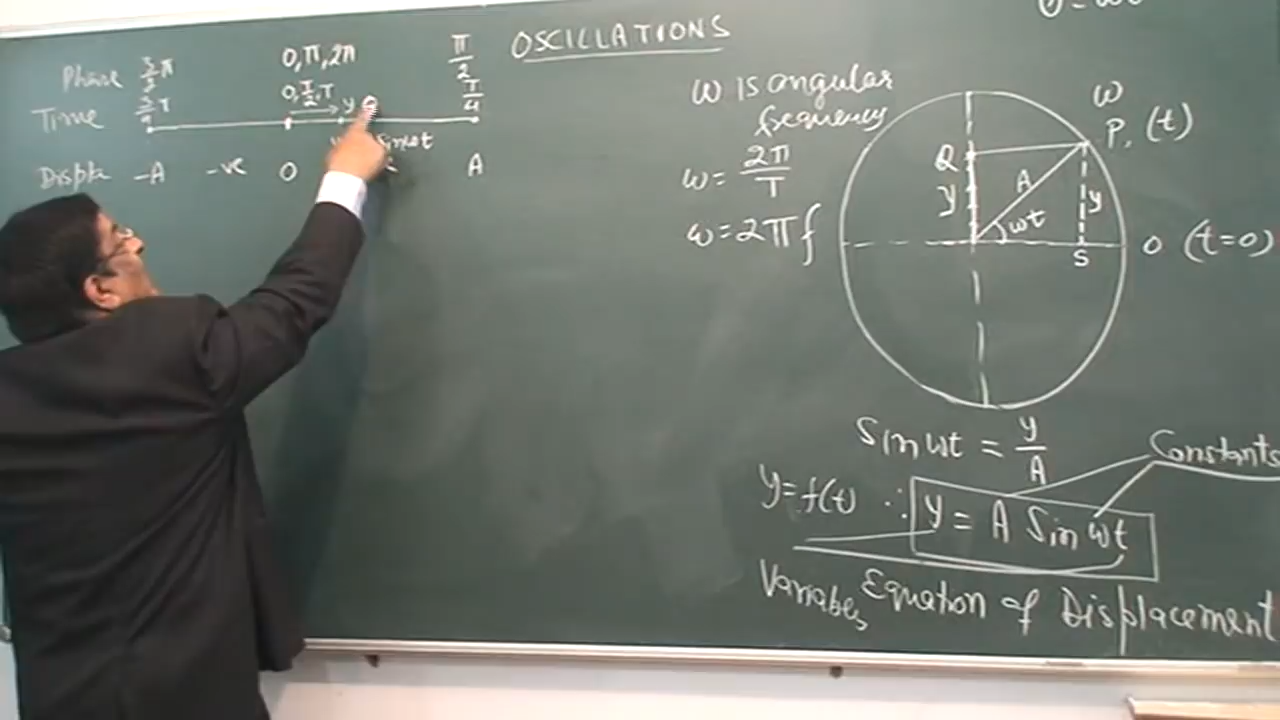 OSCILLATIONS
Phase 3/2 π 0, π, 2π π/2
Time 3/4 T 0, T/2, T T/4
y Q
sin ωt
Displc -A -ve 0 A
ω is angular
frequency
ω = 2π/T
ω = 2πf
ω
P, (t)
Q
A
y
y
ωt
S
O (t=0)
Sin ωt = y/A
Constants
y = f(t) ∴ y = A Sin ωt
Variables
Equation of Displacement